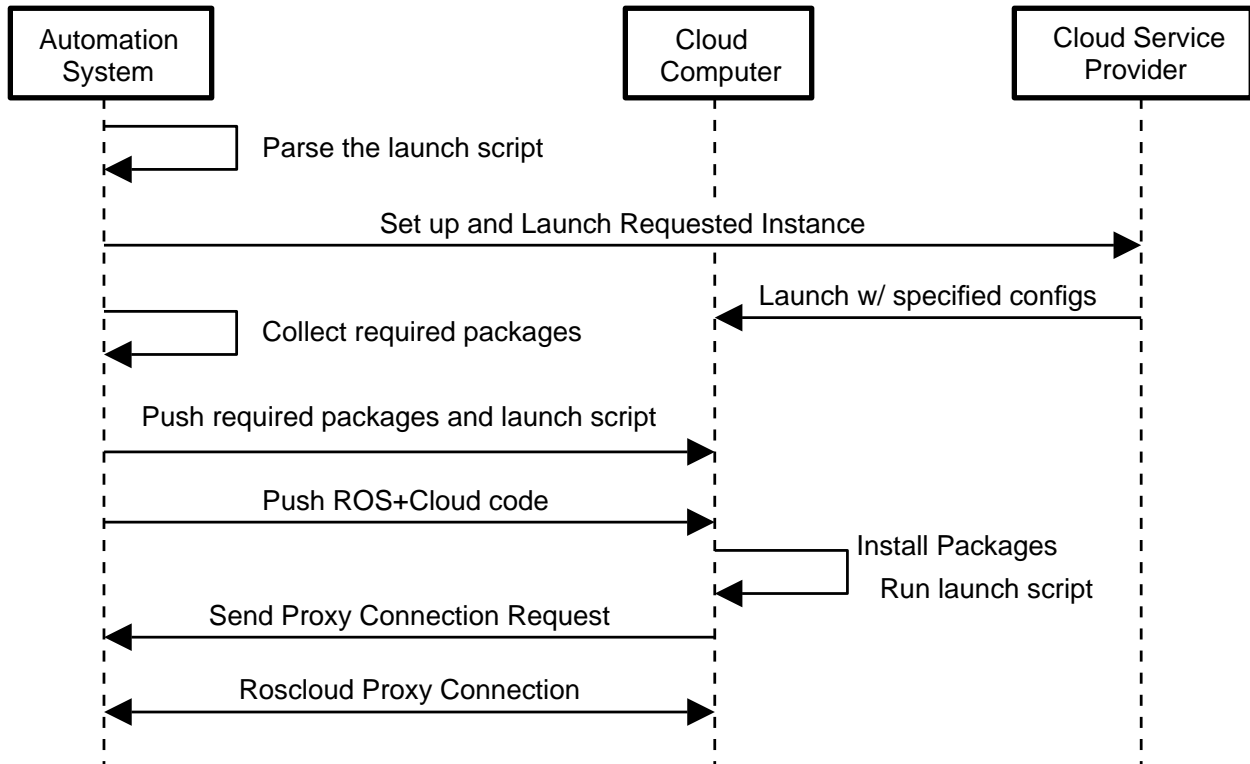 Automation
System
Cloud
Computer
Cloud Service
Provider
Parse the launch script
Set up and Launch Requested Instance
Launch w/ specified configs
Collect required packages
Push required packages and launch script
Push ROS+Cloud code
Install Packages
Run launch script
Send Proxy Connection Request
Roscloud Proxy Connection